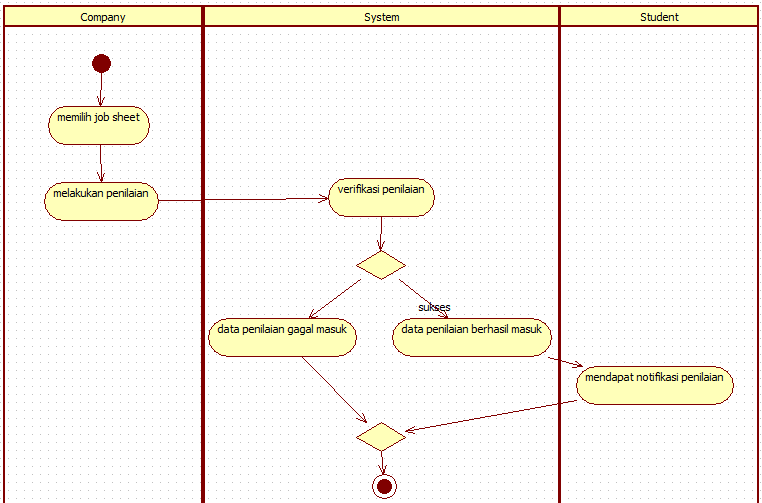 Company
System
Student
memilih job sheet
melakukan penilaian
verifikasi penilaian
sukses
data penilaian gagal masuk
data penilaian berhasil masuk
mendapat notifikasi penilaian